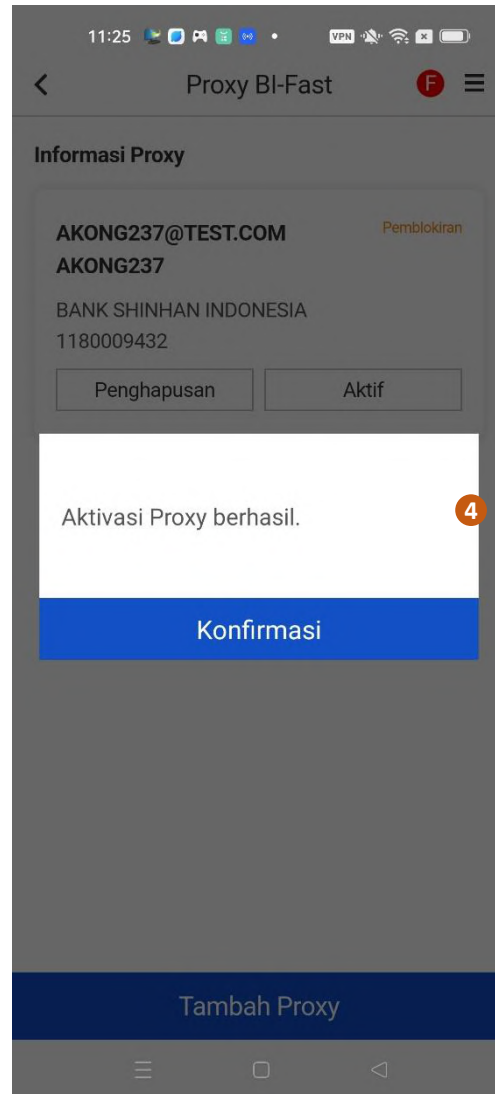 11:25 VPN
Proxy BI-Fast F
Informasi Proxy
AKONG237@TEST.COM Pemblokiran
AKONG237
BANK SHINHAN INDONESIA
1180009432
Penghapusan Aktif
Aktivasi Proxy berhasil. 4
Konfirmasi
Tambah Proxy